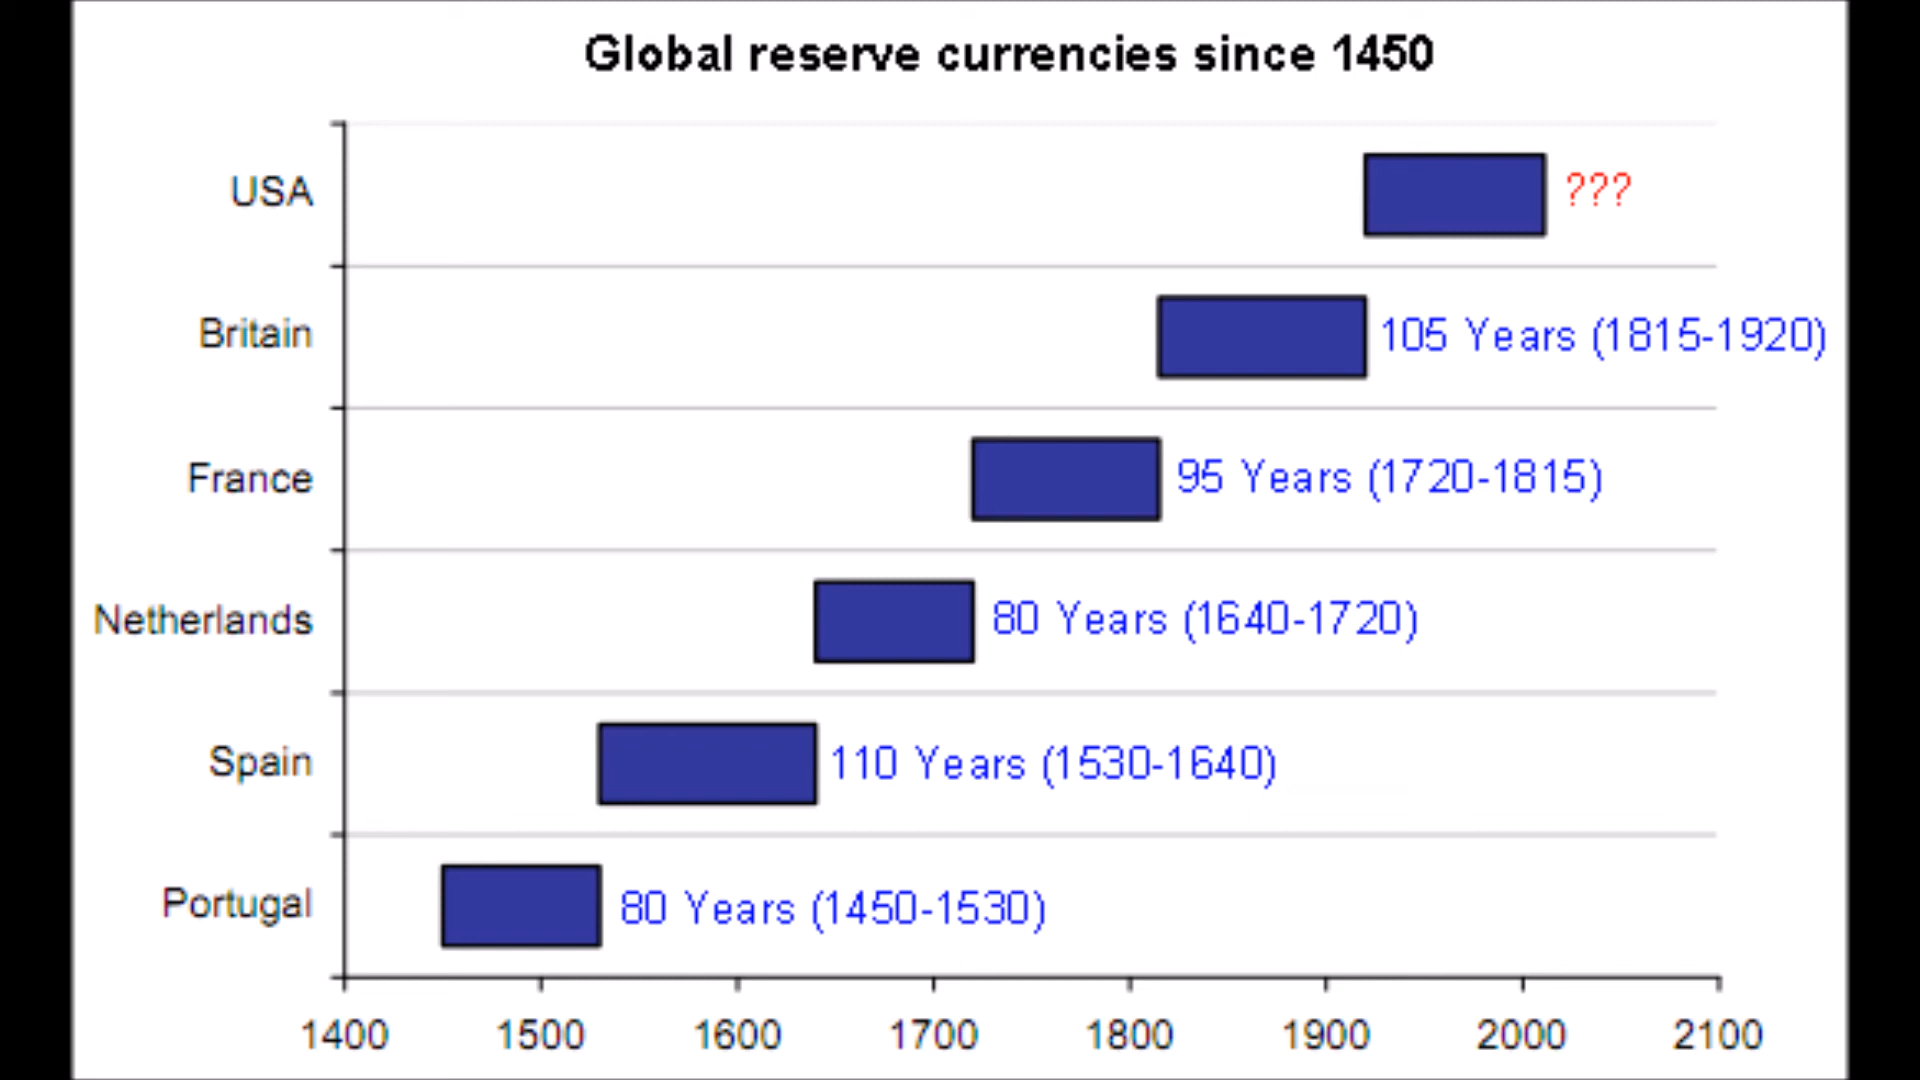 Global reserve currencies since 1450
USA
???
Britain
105 Years (1815-1920)
France
95 Years (1720-1815)
Netherlands
80 Years (1640-1720)
Spain
110 Years (1530-1640)
Portugal
80 Years (1450-1530)
1400 1500 1600 1700 1800 1900 2000 2100